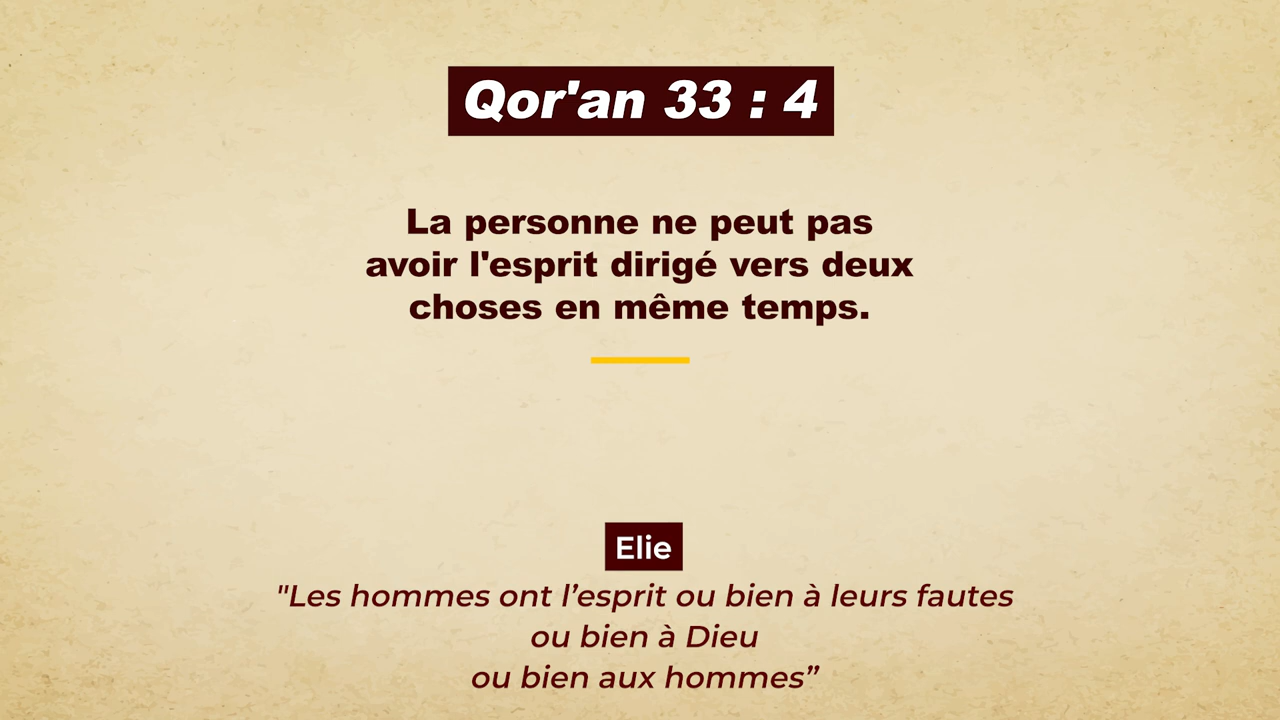 Qor'an 33 : 4
La personne ne peut pas
avoir l'esprit dirigé vers deux
choses en même temps.
Elie
"Les hommes ont l’esprit ou bien à leurs fautes
ou bien à Dieu
ou bien aux hommes”